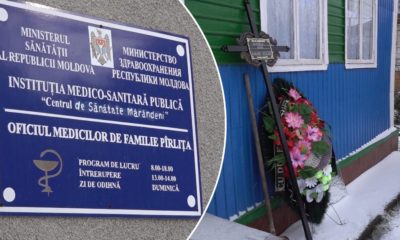 MINISTERUL
SĂNĂTĂȚII
AL REPUBLICII MOLDOVA
МИНИСТЕРСТВО
ЗДРАВООХРАНЕНИЯ
РЕСПУБЛИКИ МОЛДОВА
INSTITUȚIA MEDICO-SANITARĂ PUBLICĂ
"Centrul de Sănătate Mărăndeni"
OFICIUL MEDICILOR DE FAMILIE PÎRLIȚA
PROGRAM DE LUCRU 8.00-18.00
ÎNTRERUPERE 13.00-14.00
ZI DE ODIHNĂ DUMINICĂ